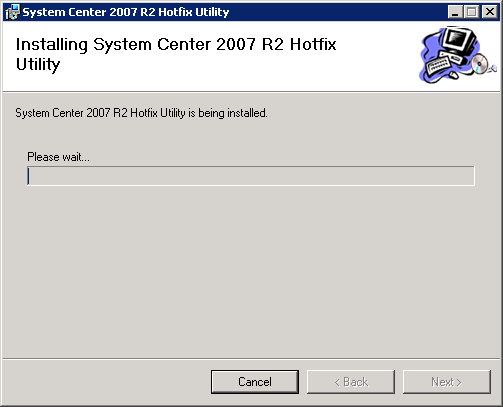 System Center 2007 R2 Hotfix Utility
Installing System Center 2007 R2 Hotfix
Utility
System Center 2007 R2 Hotfix Utility is being installed.
Please wait...
Cancel
< Back
Next >